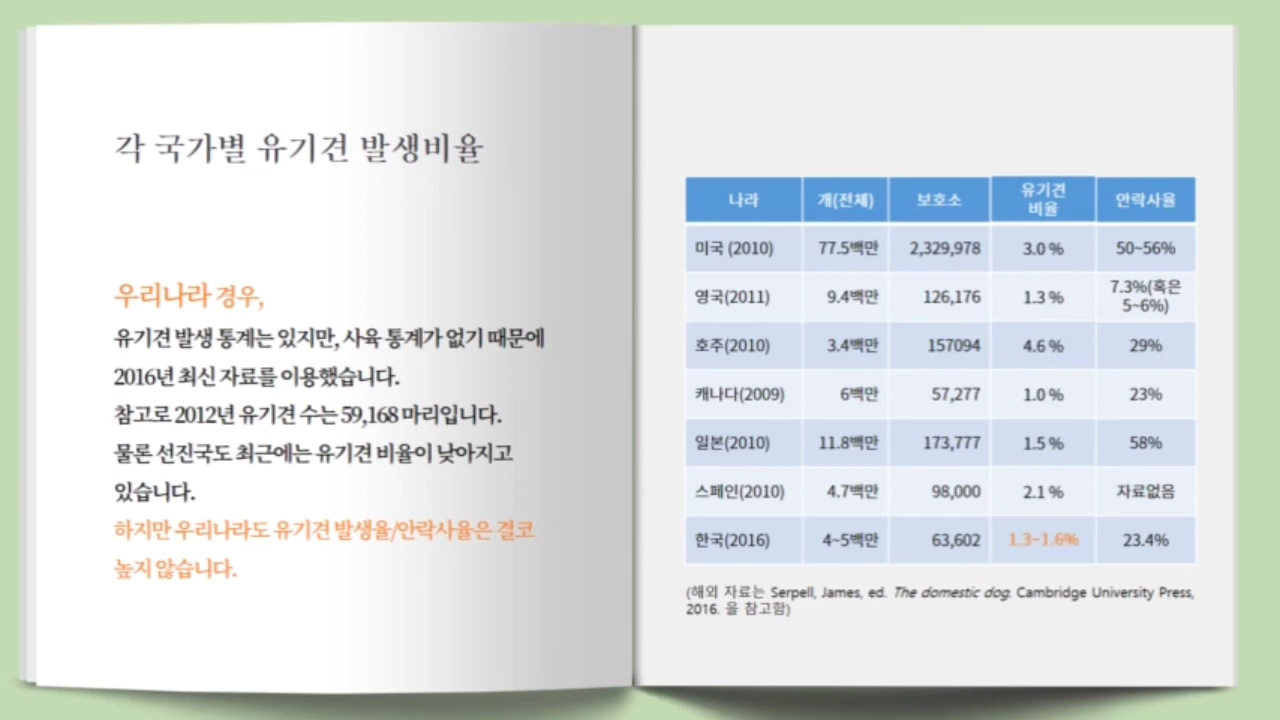 각 국가별 유기견 발생비율
우리나라 경우,
유기견 발생 통계는 있지만, 사육 통계가 없기 때문에
2016년 최신 자료를 이용했습니다.
참고로 2012년 유기견 수는 59,168 마리입니다.
물론 선진국도 최근에는 유기견 비율이 낮아지고
있습니다.
하지만 우리나라도 유기견 발생율/안락사율은 결코
높지 않습니다.
나라 개(전체) 보호소 유기견 비율 안락사율
미국 (2010) 77.5백만 2,329,978 3.0 % 50~56%
영국(2011) 9.4백만 126,176 1.3 % 7.3%(혹은 5~6%)
호주(2010) 3.4백만 157094 4.6 % 29%
캐나다(2009) 6백만 57,277 1.0 % 23%
일본(2010) 11.8백만 173,777 1.5 % 58%
스페인(2010) 4.7백만 98,000 2.1 % 자료없음
한국(2016) 4~5백만 63,602 1.3~1.6% 23.4%
(해외 자료는 Serpell, James, ed. The domestic dog. Cambridge University Press,
2016. 을 참고함)